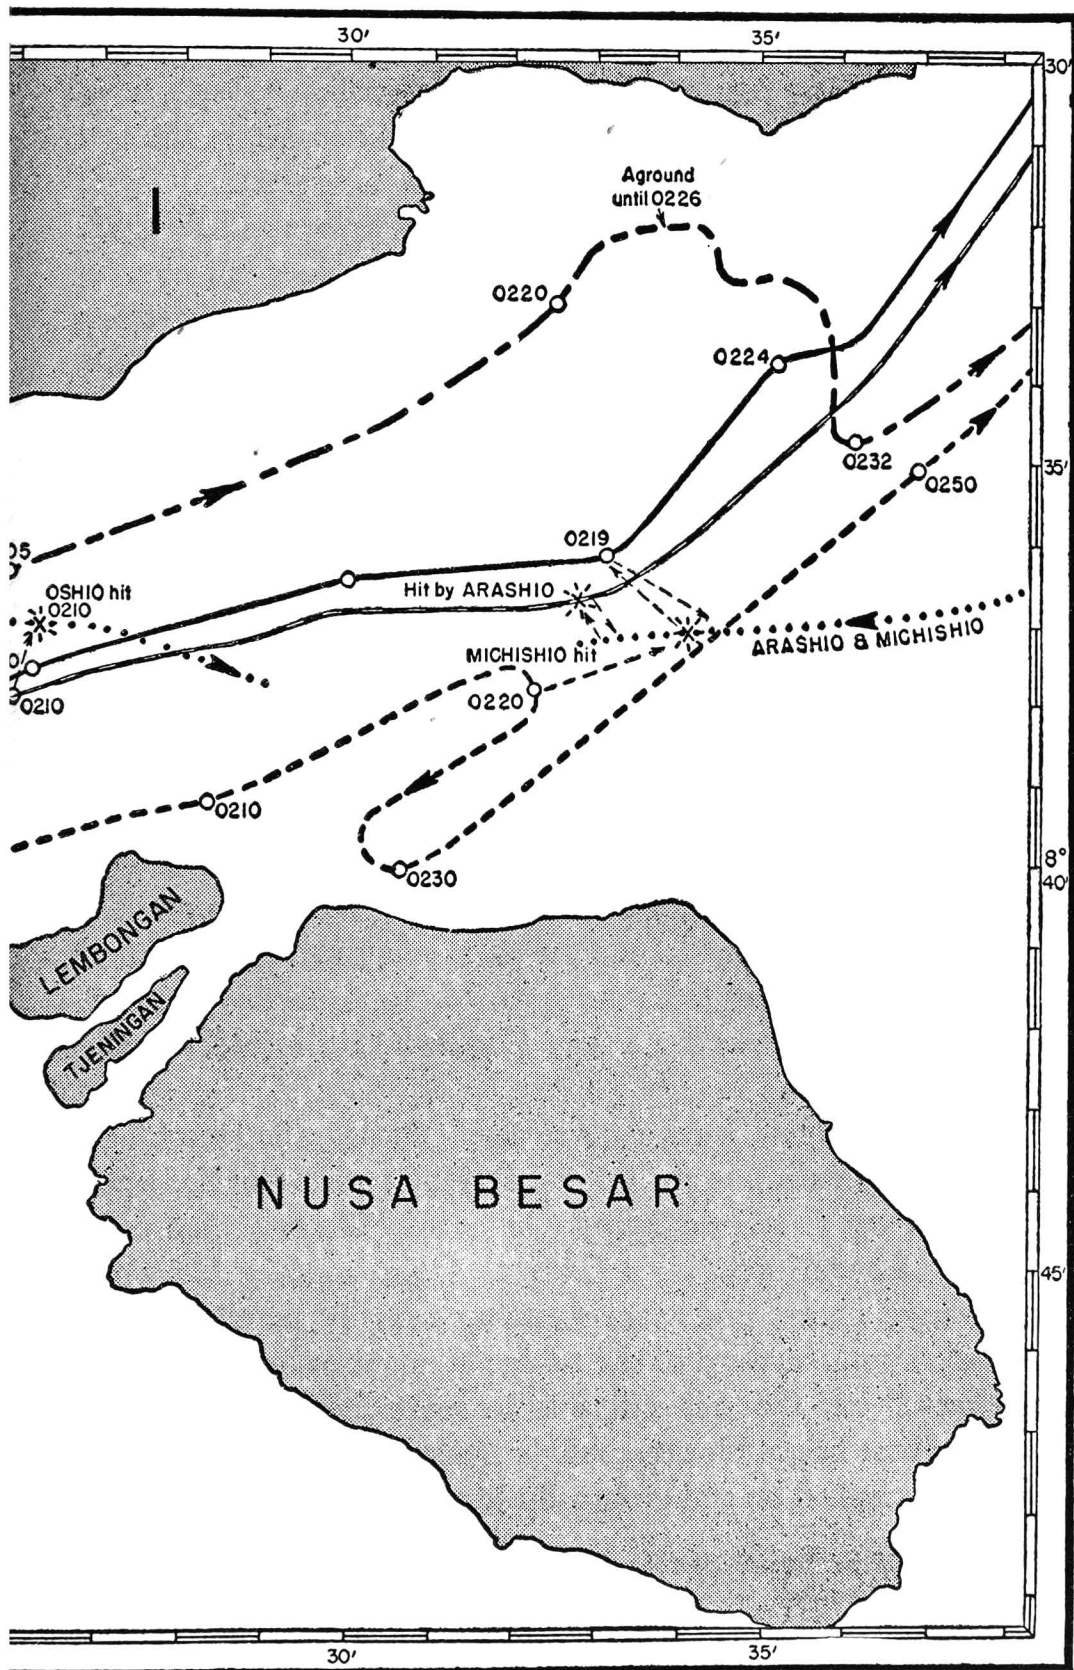 30'
35'
30'
I
Aground
until 0226
0220
0224
0232
35'
0250
05
0219
OSHIO hit
0210
Hit by ARASHIO
ARASHIO & MICHISHIO
MICHISHIO hit
0
0210
0220
0210
0230
8°
40'
LEMBONGAN
TJENINGAN
NUSA BESAR
45'
30'
35'